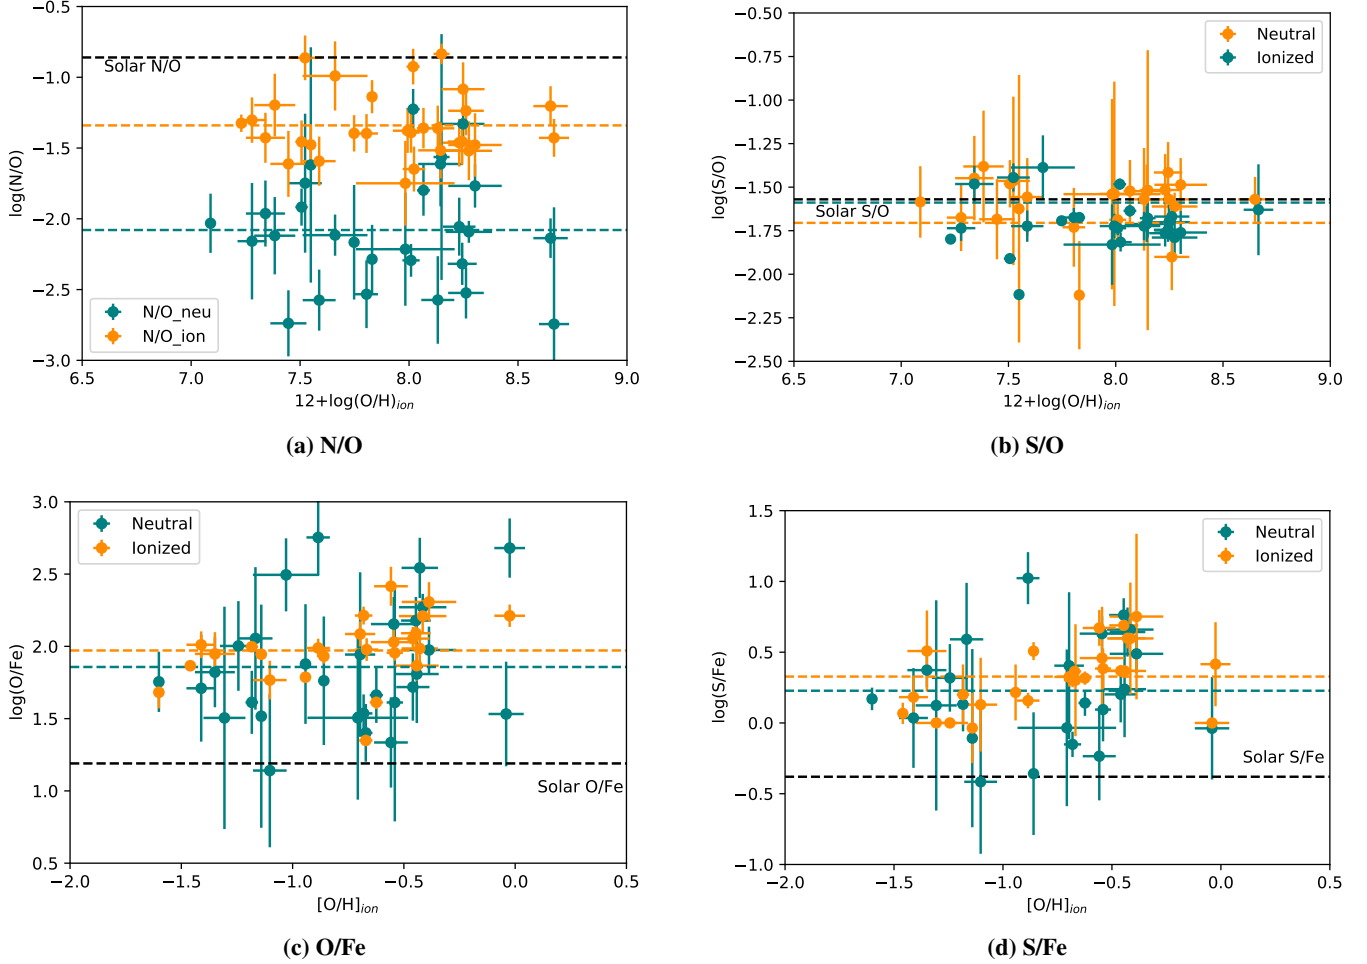 −0.5
−1.0
−1.5
−2.0
−2.5
−3.0
log(N/O)
Solar N/O
N/O_neu
N/O_ion
6.5 7.0 7.5 8.0 8.5 9.0
12+log(O/H)ion
(a) N/O
−0.50
−0.75
−1.00
−1.25
−1.50
−1.75
−2.00
−2.25
−2.50
log(S/O)
Neutral
Ionized
Solar S/O
6.5 7.0 7.5 8.0 8.5 9.0
12+log(O/H)ion
(b) S/O
3.0
2.5
2.0
1.5
1.0
0.5
log(O/Fe)
Neutral
Ionized
Solar O/Fe
−2.0 −1.5 −1.0 −0.5 0.0 0.5
[O/H]ion
(c) O/Fe
1.5
1.0
0.5
0.0
−0.5
−1.0
log(S/Fe)
Neutral
Ionized
Solar S/Fe
−2.0 −1.5 −1.0 −0.5 0.0 0.5
[O/H]ion
(d) S/Fe